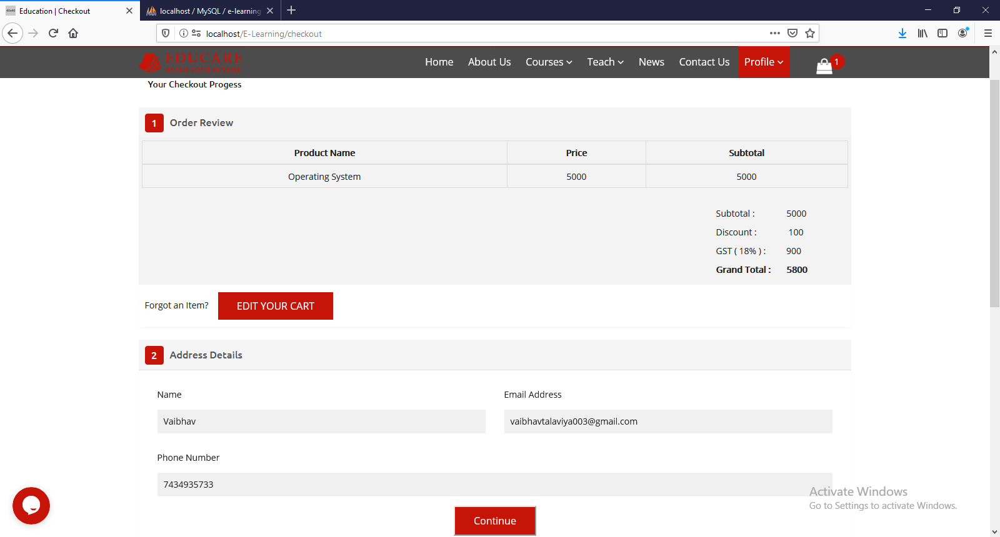 Education | Checkout
localhost / MySQL / e-learning
localhost/E-Learning/checkout
EDUCARE
BUILD YOUR FUTURE
Home About Us Courses Teach News Contact Us Profile 1
Your Checkout Progess
1 Order Review
Product Name Price Subtotal
Operating System 5000 5000
Subtotal : 5000
Discount : 100
GST ( 18% ) : 900
Grand Total : 5800
Forgot an Item? EDIT YOUR CART
2 Address Details
Name Email Address
Vaibhav vaibhavtalaviya003@gmail.com
Phone Number
7434935733
Activate Windows
Go to Settings to activate Windows.
Continue